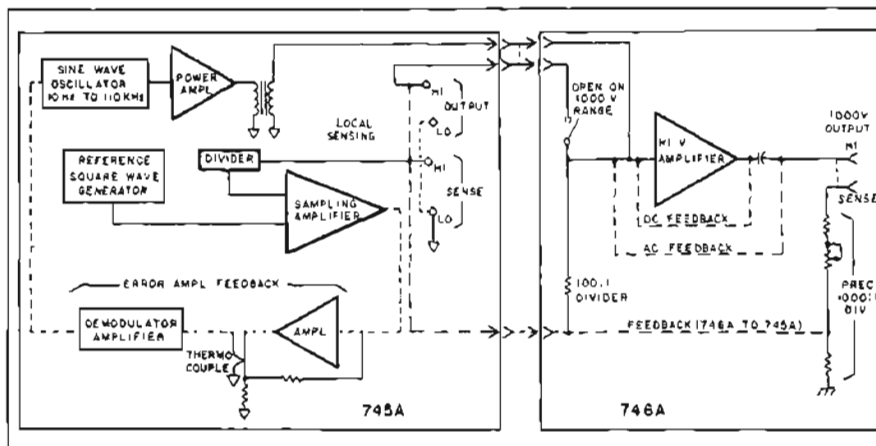 SINE WAVE
OSCILLATOR
10 Hz TO 110 KHz
POWER
AMPL
LOCAL
SENSING
HI
OUTPUT
LO
HI
SENSE
LO
REFERENCE
SQUARE WAVE
GENERATOR
DIVIDER
SAMPLING
AMPLIFIER
ERROR AMPL FEEDBACK
DEMODULATOR
AMPLIFIER
AMPL
THERMO
COUPLE
745A
OPEN ON
1000 V
RANGE
HI V
AMPLIFIER
1000V
OUTPUT
HI
SENSE
DC FEEDBACK
AC FEEDBACK
100:1
DIVIDER
PREC
1000:1
DIV
FEEDBACK (746A TO 745A)
746A